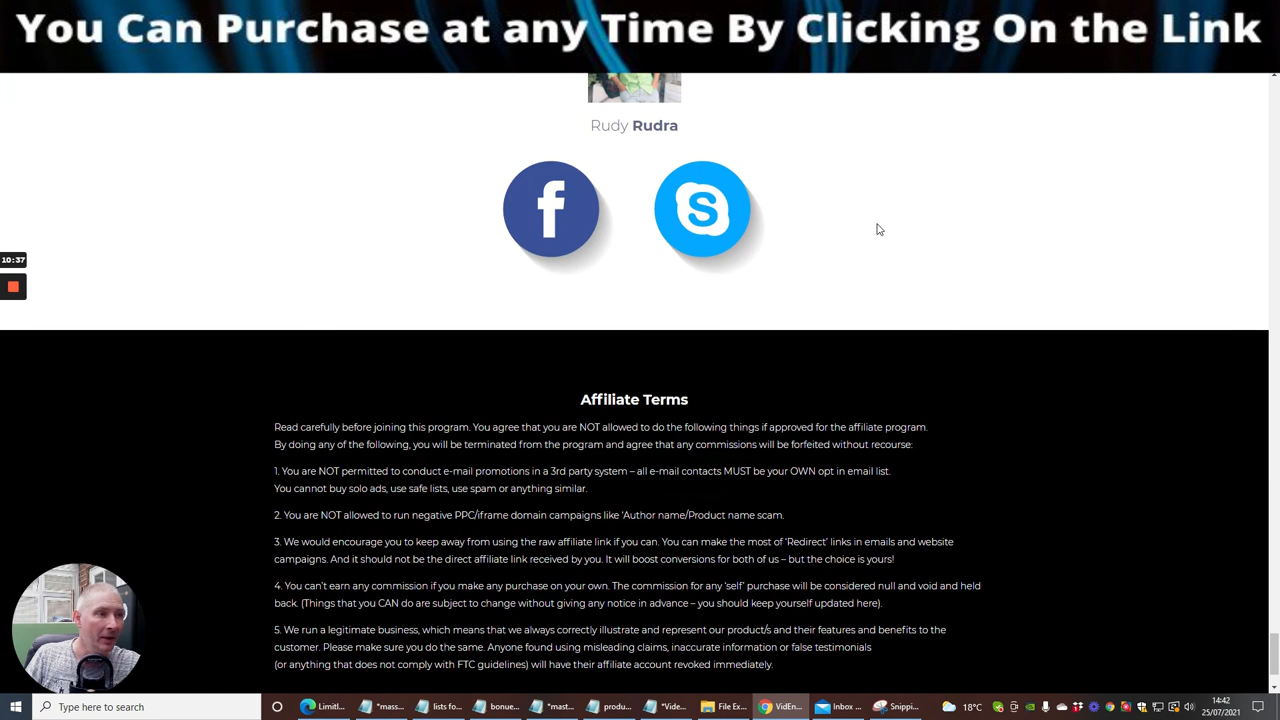 You Can Purchase at any Time By Clicking On the Link
Rudy Rudra
10:37
Affiliate Terms
Read carefully before joining this program. You agree that you are NOT allowed to do the following things if approved for the affiliate program.
By doing any of the following, you will be terminated from the program and agree that any commissions will be forfeited without recourse:
1. You are NOT permitted to conduct e-mail promotions in a 3rd party system – all e-mail contacts MUST be your OWN opt in email list.
You cannot buy solo ads, use safe lists, use spam or anything similar.
2. You are NOT allowed to run negative PPC/iframe domain campaigns like ‘Author name/Product name scam.
3. We would encourage you to keep away from using the raw affiliate link if you can. You can make the most of ‘Redirect’ links in emails and website
campaigns. And it should not be the direct affiliate link received by you. It will boost conversions for both of us – but the choice is yours!
4. You can’t earn any commission if you make any purchase on your own. The commission for any ‘self’ purchase will be considered null and void and held
back. (Things that you CAN do are subject to change without giving any notice in advance – you should keep yourself updated here).
5. We run a legitimate business, which means that we always correctly illustrate and represent our product/s and their features and benefits to the
customer. Please make sure you do the same. Anyone found using misleading claims, inaccurate information or false testimonials
(or anything that does not comply with FTC guidelines) will have their affiliate account revoked immediately.
Type here to search
Limitl...
*mass...
lists fo...
bonue...
*mast...
produ...
*Vide...
File Ex...
VidEn...
Inbox ...
Snippi...
18°C
14:42
25/07/2021